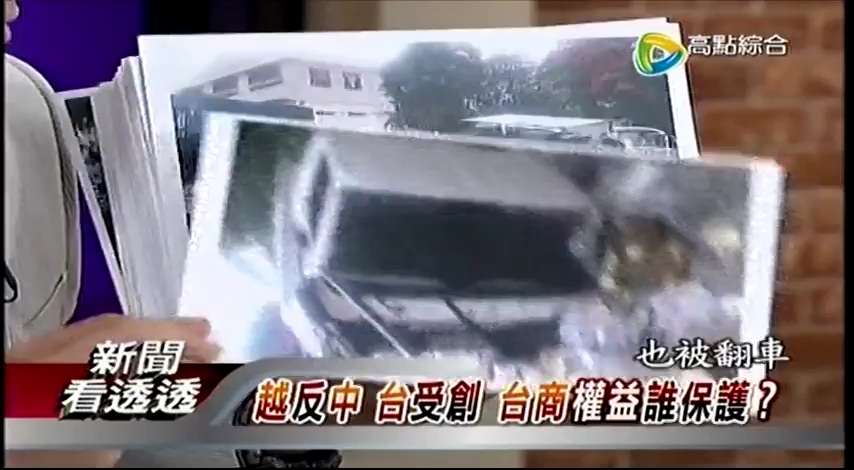 高點綜合
也被翻車
新聞
看透透
越反中 台受創 台商權益誰保護？